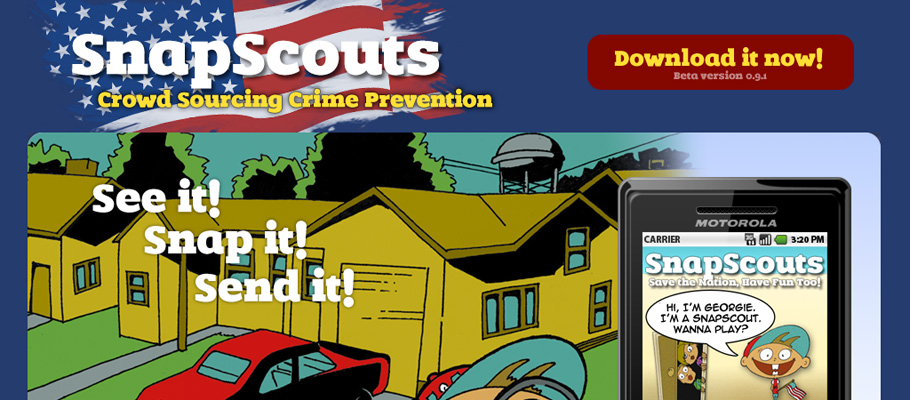 SnapScouts
Crowd Sourcing Crime Prevention
Download it now!
Beta version 0.9.1
See it!
Snap it!
Send it!
MOTOROLA
CARRIER 3:20 PM
SnapScouts
Save the Nation, Have Fun Too!
HI, I'M GEORGIE.
I'M A SNAPSCOUT.
WANNA PLAY?